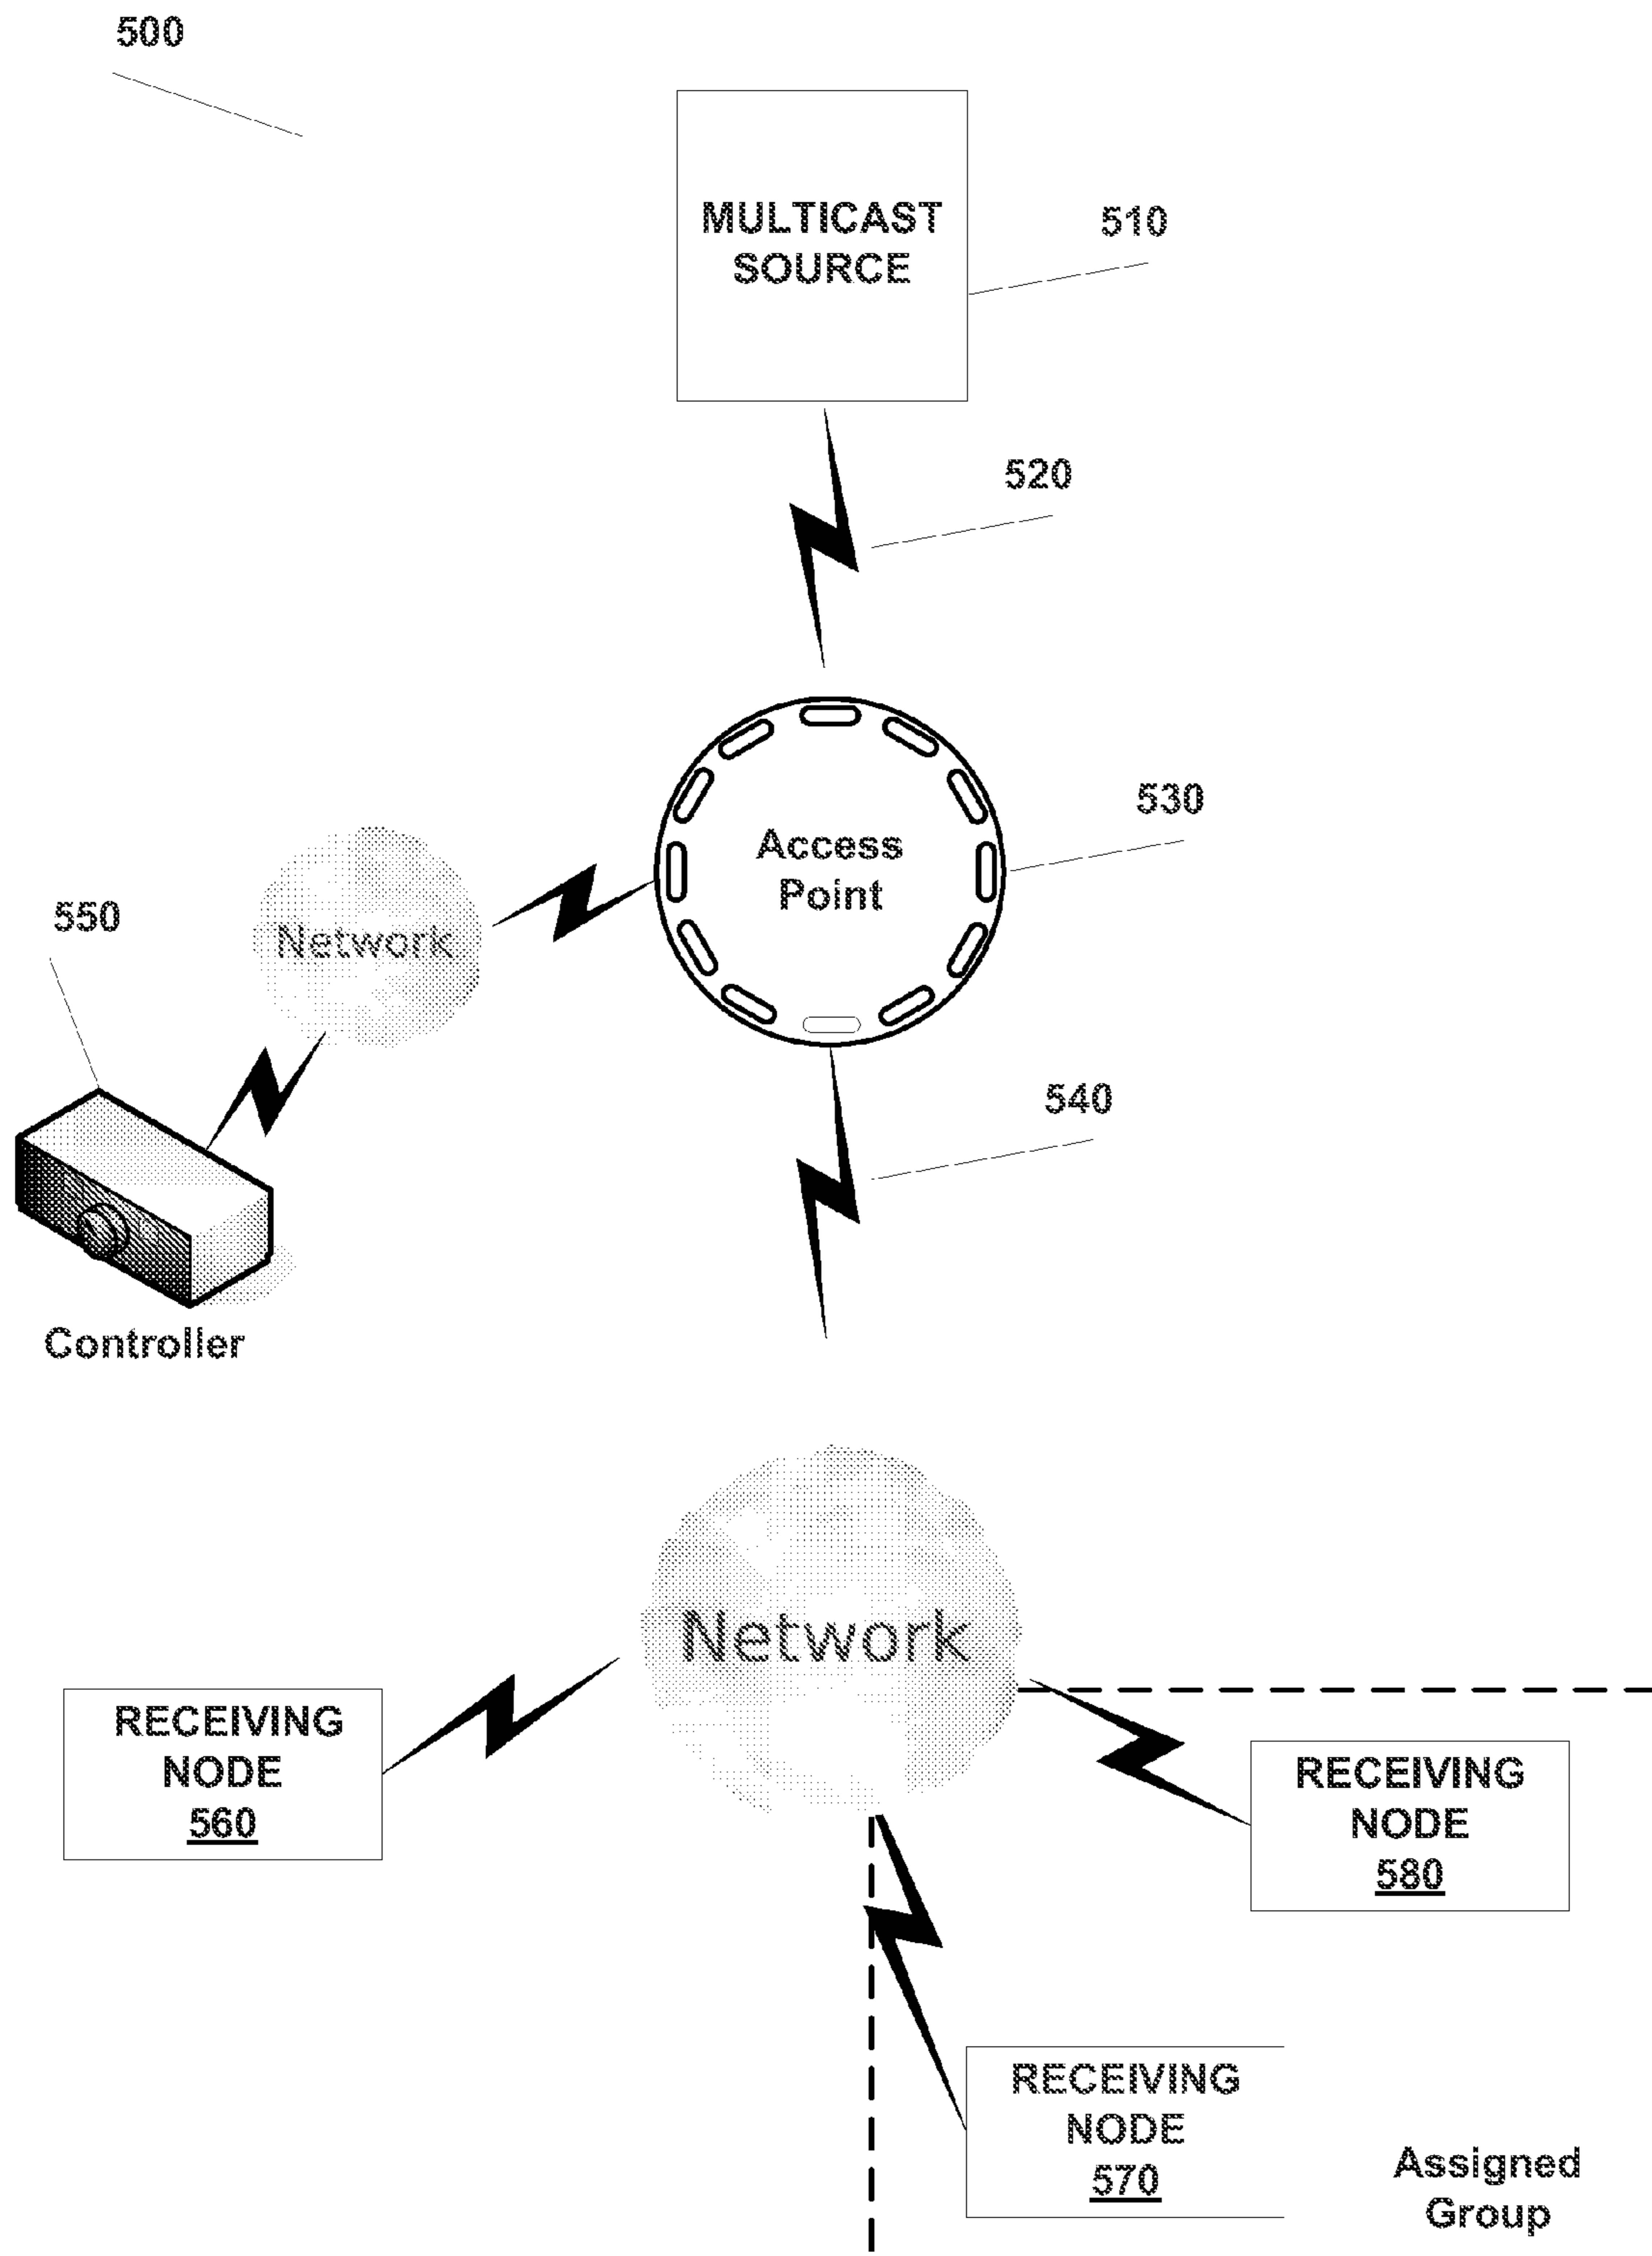 500
MULTICAST
SOURCE
510
520
Access
Point
530
Network
550
540
Controller
Network
RECEIVING
NODE
560
RECEIVING
NODE
580
RECEIVING
NODE
570
Assigned
Group